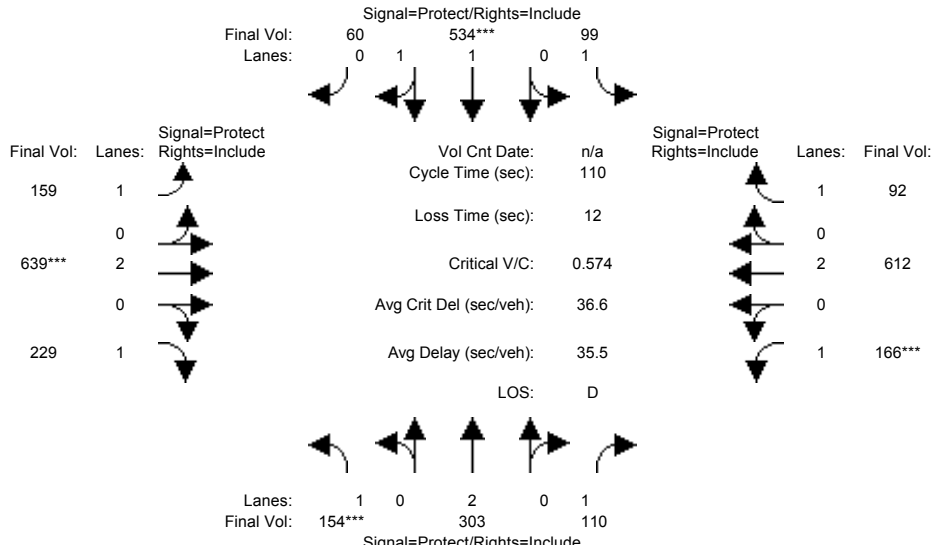 Signal=Protect/Rights=Include
Final Vol: 60 534*** 99
Lanes: 0 1 1 0 1
Signal=Protect Signal=Protect
Final Vol: Lanes: Rights=Include Vol Cnt Date: n/a Rights=Include Lanes: Final Vol:
Cycle Time (sec): 110
159 1 1 92
Loss Time (sec): 12
0 0
639*** 2 Critical V/C: 0.574 2 612
0 Avg Crit Del (sec/veh): 36.6 0
229 1 Avg Delay (sec/veh): 35.5 1 166***
LOS: D
Lanes: 1 0 2 0 1
Final Vol: 154*** 303 110
Signal=Protect/Rights=Include